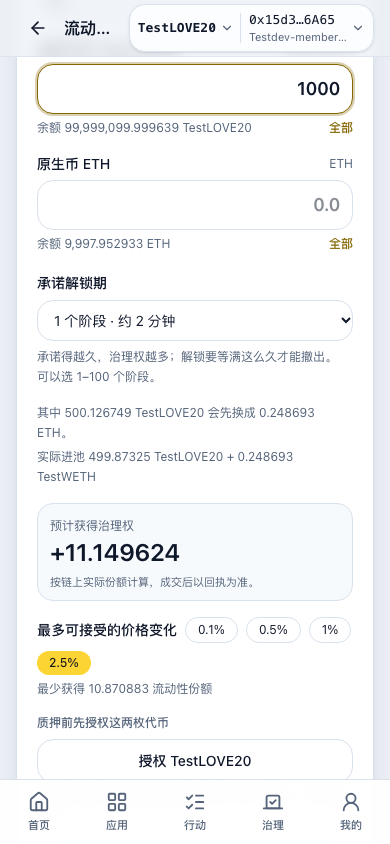 流动...
TestLOVE20
0x15d3…6A65
Testdev-member...
1000
余额 99,999,099.999639 TestLOVE20
全部
原生币 ETH
ETH
0.0
余额 9,997.952933 ETH
全部
承诺解锁期
1 个阶段 · 约 2 分钟
承诺得越久，治理权越多；解锁要等满这么久才能撤出。
可以选 1–100 个阶段。
其中 500.126749 TestLOVE20 会先换成 0.248693
ETH。
实际进池 499.87325 TestLOVE20 + 0.248693
TestWETH
预计获得治理权
+11.149624
按链上实际份额计算，成交后以回执为准。
最多可接受的价格变化
0.1%
0.5%
1%
2.5%
最少获得 10.870883 流动性份额
质押前先授权这两枚代币
授权 TestLOVE20
首页
应用
行动
治理
我的